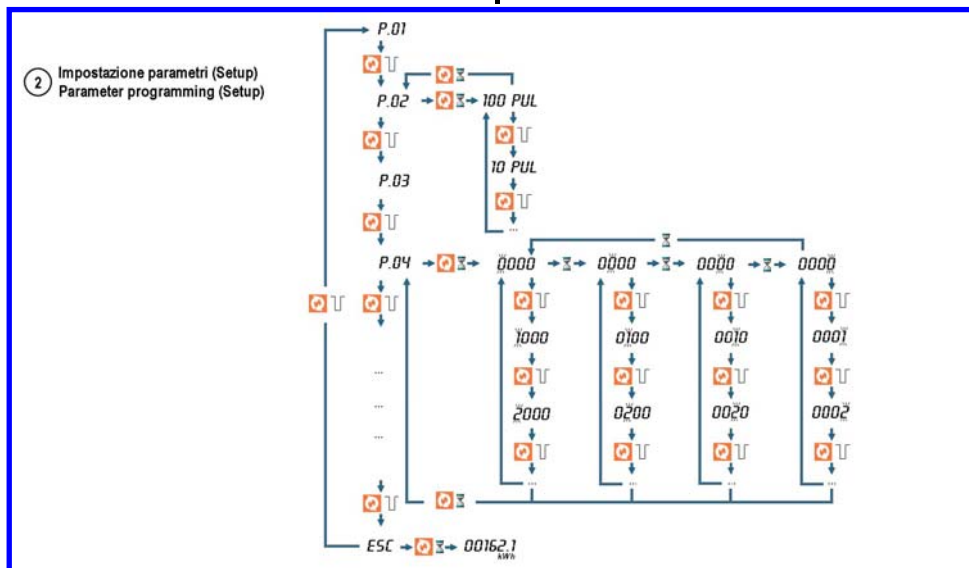 P.01
2 Impostazione parametri (Setup)
Parameter programming (Setup)
P.02 100 PUL
10 PUL
P.03
...
P.04 0000 0000 0000 0000
1000 0100 0010 0001
...
2000 0200 0020 0002
...
...
... ... ... ...
ESC 00162.1
kWh